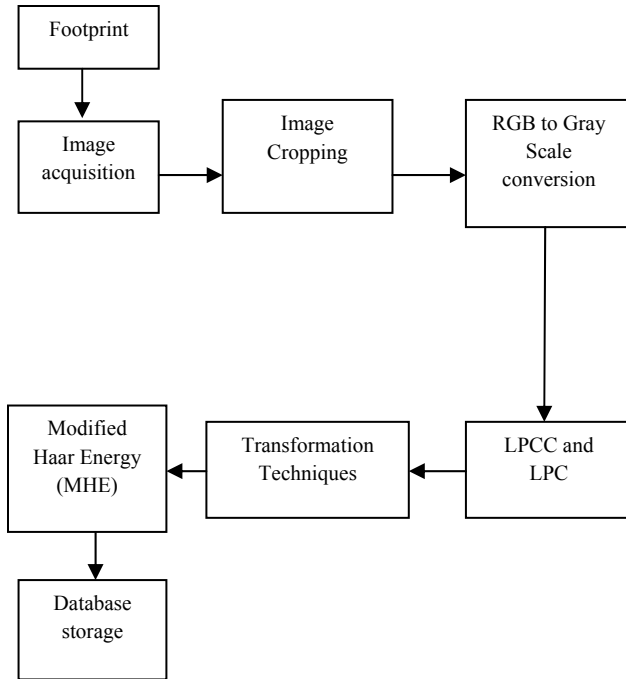 Footprint
Image
acquisition
Image
Cropping
RGB to Gray
Scale
conversion
LPCC and
LPC
Transformation
Techniques
Modified
Haar Energy
(MHE)
Database
storage